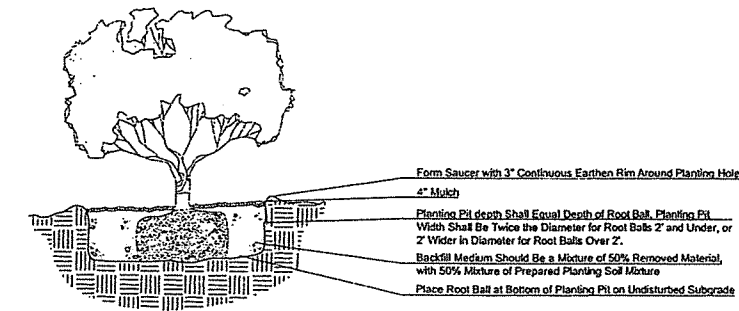 Form Saucer with 3" Continuous Earthen Rim Around Planting Hole
4" Mulch
Planting Pit depth Shall Equal Depth of Root Ball, Planting Pit
Width Shall Be Twice the Diameter for Root Balls 2' and Under, or
2' Wider in Diameter for Root Balls Over 2'.
Backfill Medium Should Be a Mixture of 50% Removed Material,
with 50% Mixture of Prepared Planting Soil Mixture
Place Root Ball at Bottom of Planting Pit on Undisturbed Subgrade